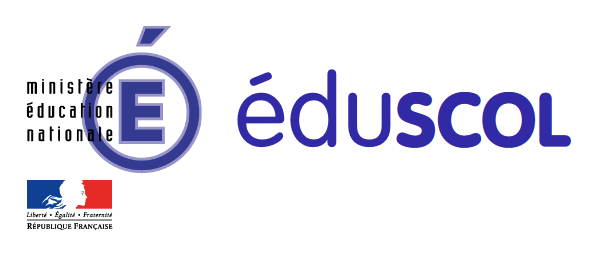 ministère
éducation
nationale
É
éduSCOL
Liberté • Égalité • Fraternité
RÉPUBLIQUE FRANÇAISE